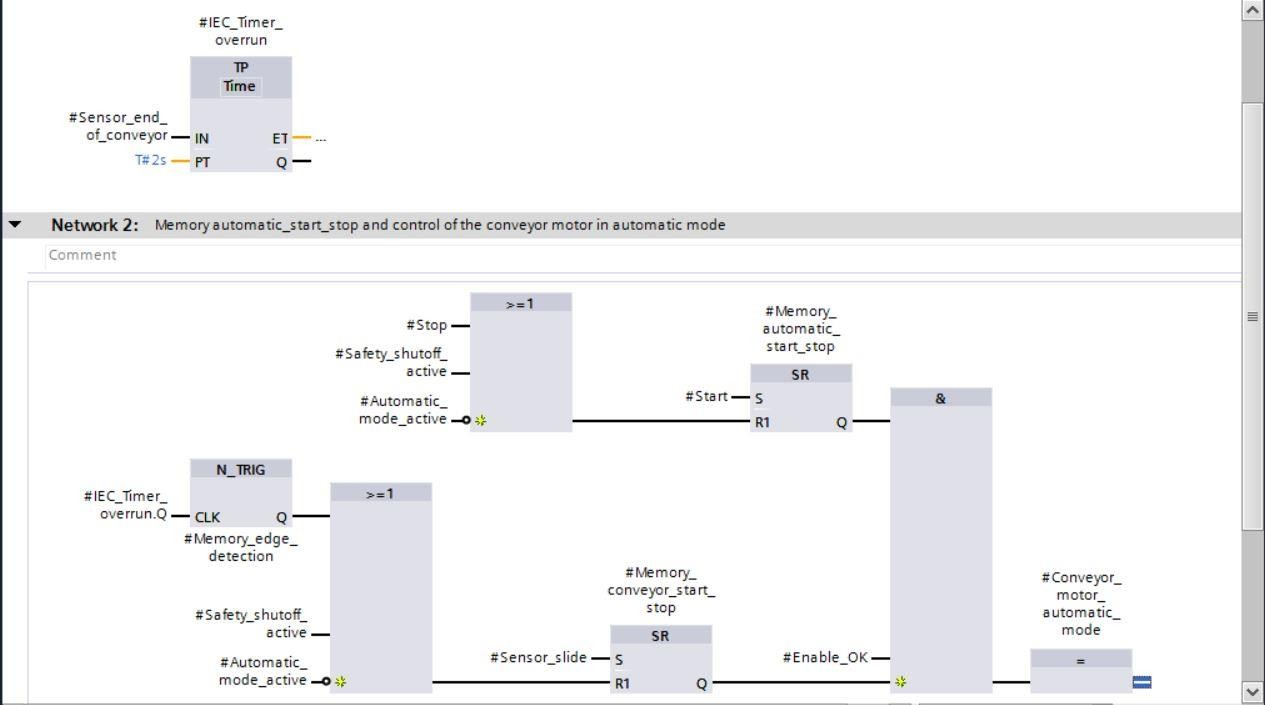 #IEC_Timer_
overrun
TP
Time
#Sensor_end_
of_conveyor
IN
ET
...
T#2s
PT
Q
Network 2: Memory automatic_start_stop and control of the conveyor motor in automatic mode
Comment
>=1
#Stop
#Safety_shutoff_
active
#Automatic_
mode_active
#Memory_
automatic_
start_stop
SR
#Start
S
R1
Q
&
N_TRIG
#IEC_Timer_
overrun.Q
CLK
Q
#Memory_edge_
detection
>=1
#Safety_shutoff_
active
#Automatic_
mode_active
#Memory_
conveyor_start_
stop
SR
#Sensor_slide
S
R1
Q
#Enable_OK
#Conveyor_
motor_
automatic_
mode
=